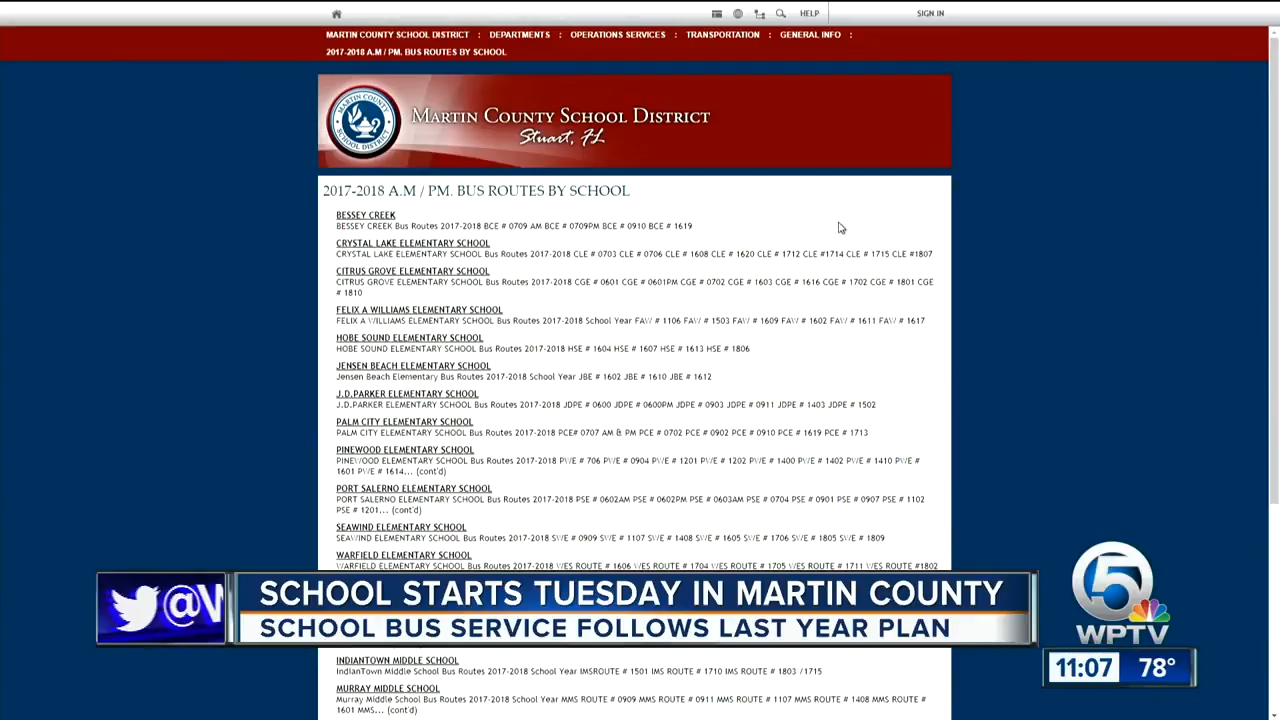 HELP SIGN IN
MARTIN COUNTY SCHOOL DISTRICT : DEPARTMENTS : OPERATIONS SERVICES : TRANSPORTATION : GENERAL INFO :
2017-2018 A.M / PM. BUS ROUTES BY SCHOOL
MARTIN COUNTY
SCHOOL DISTRICT
MARTIN COUNTY SCHOOL DISTRICT
Stuart, FL
2017-2018 A.M / PM. BUS ROUTES BY SCHOOL
BESSEY CREEK
BESSEY CREEK Bus Routes 2017-2018 BCE # 0709 AM BCE # 0709PM BCE # 0910 BCE # 1619
CRYSTAL LAKE ELEMENTARY SCHOOL
CRYSTAL LAKE ELEMENTARY SCHOOL Bus Routes 2017-2018 CLE # 0703 CLE # 0706 CLE # 1608 CLE # 1620 CLE # 1712 CLE #1714 CLE # 1715 CLE #1807
CITRUS GROVE ELEMENTARY SCHOOL
CITRUS GROVE ELEMENTARY SCHOOL Bus Routes 2017-2018 CGE # 0601 CGE # 0601PM CGE # 0702 CGE # 1603 CGE # 1616 CGE # 1702 CGE # 1801 CGE
# 1810
FELIX A WILLIAMS ELEMENTARY SCHOOL
FELIX A WILLIAMS ELEMENTARY SCHOOL Bus Routes 2017-2018 School Year FAW # 1106 FAW # 1503 FAW # 1609 FAW # 1602 FAW # 1611 FAW # 1617
HOBE SOUND ELEMENTARY SCHOOL
HOBE SOUND ELEMENTARY SCHOOL Bus Routes 2017-2018 HSE # 1604 HSE # 1607 HSE # 1613 HSE # 1806
JENSEN BEACH ELEMENTARY SCHOOL
Jensen Beach Elementary Bus Routes 2017-2018 School Year JBE # 1602 JBE # 1610 JBE # 1612
J.D.PARKER ELEMENTARY SCHOOL
J.D.PARKER ELEMENTARY SCHOOL Bus Routes 2017-2018 JDPE # 0600 JDPE # 0600PM JDPE # 0903 JDPE # 0911 JDPE # 1403 JDPE # 1502
PALM CITY ELEMENTARY SCHOOL
PALM CITY ELEMENTARY SCHOOL Bus Routes 2017-2018 PCE# 0707 AM & PM PCE # 0702 PCE # 0902 PCE # 0910 PCE # 1619 PCE # 1713
PINEWOOD ELEMENTARY SCHOOL
PINEWOOD ELEMENTARY SCHOOL Bus Routes 2017-2018 PWE # 706 PWE # 0904 PWE # 1201 PWE # 1202 PWE # 1400 PWE # 1402 PWE # 1410 PWE #
1601 PWE # 1614... (cont'd)
PORT SALERNO ELEMENTARY SCHOOL
PORT SALERNO ELEMENTARY SCHOOL Bus Routes 2017-2018 PSE # 0602AM PSE # 0602PM PSE # 0603AM PSE # 0704 PSE # 0901 PSE # 0907 PSE # 1102
PSE # 1201... (cont'd)
SEAWIND ELEMENTARY SCHOOL
SEAWIND ELEMENTARY SCHOOL Bus Routes 2017-2018 SWE # 0909 SWE # 1107 SWE # 1408 SWE # 1605 SWE # 1706 SWE # 1805 SWE # 1809
WARFIELD ELEMENTARY SCHOOL
WARFIELD ELEMENTARY SCHOOL Bus Routes 2017-2018 WES ROUTE # 1606 WES ROUTE # 1704 WES ROUTE # 1705 WES ROUTE # 1711 WES ROUTE #1802
@
SCHOOL STARTS TUESDAY IN MARTIN COUNTY
SCHOOL BUS SERVICE FOLLOWS LAST YEAR PLAN
5
WPTV
11:07 78°
INDIANTOWN MIDDLE SCHOOL
IndianTown Middle School Bus Routes 2017-2018 School Year IMSROUTE # 1501 IMS ROUTE # 1710 IMS ROUTE # 1803 /1715
MURRAY MIDDLE SCHOOL
Murray Middle School Bus Routes 2017-2018 School Year MMS ROUTE # 0909 MMS ROUTE # 0911 MMS ROUTE # 1107 MMS ROUTE # 1408 MMS ROUTE #
1601 MMS... (cont'd)